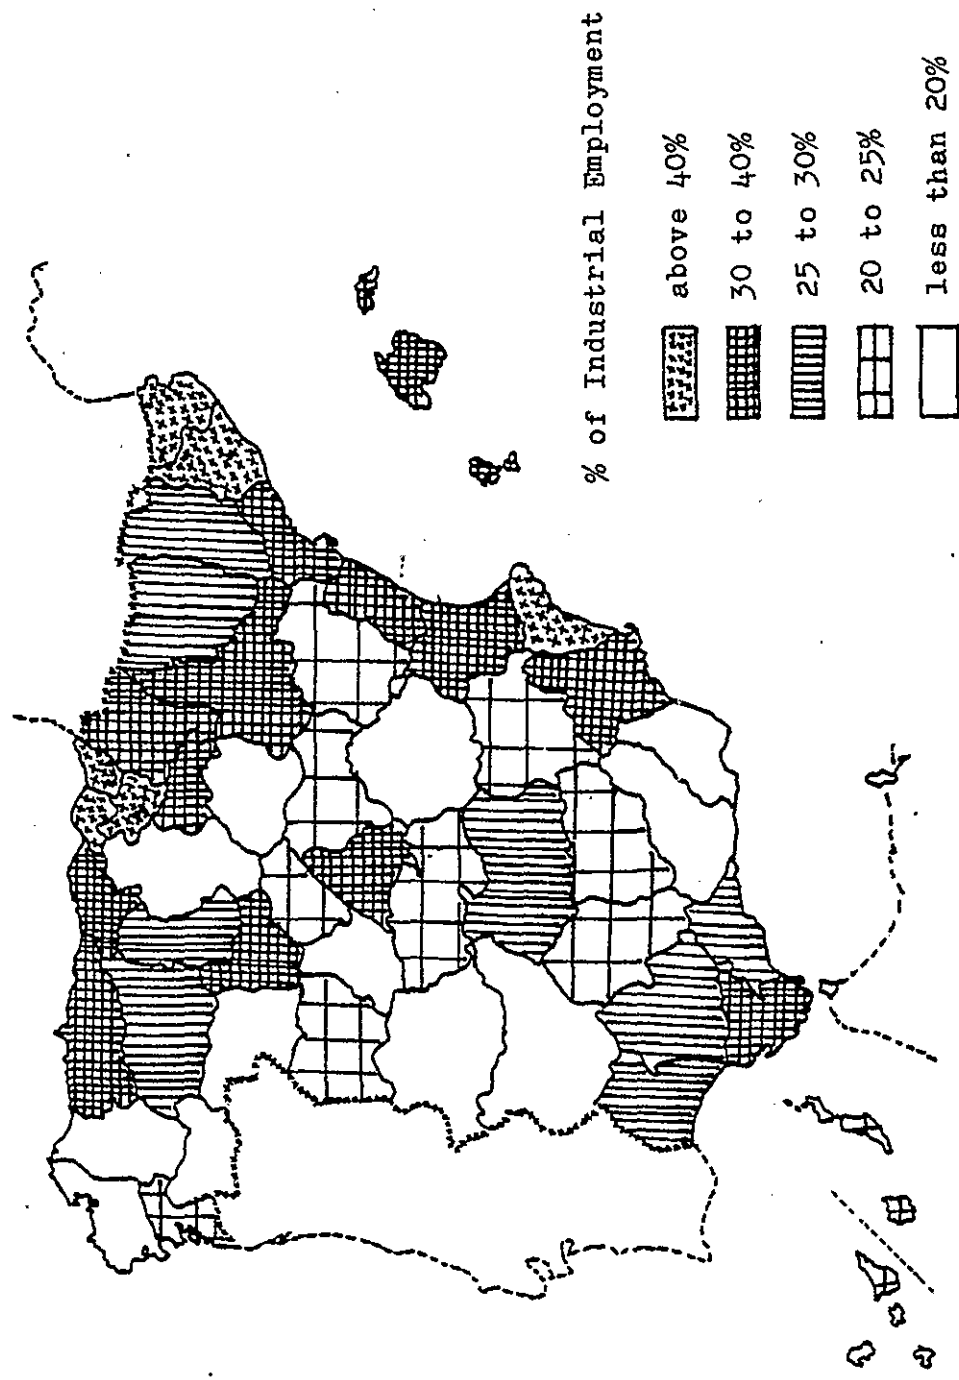 % of Industrial Employment
above 40%
30 to 40%
25 to 30%
20 to 25%
less than 20%